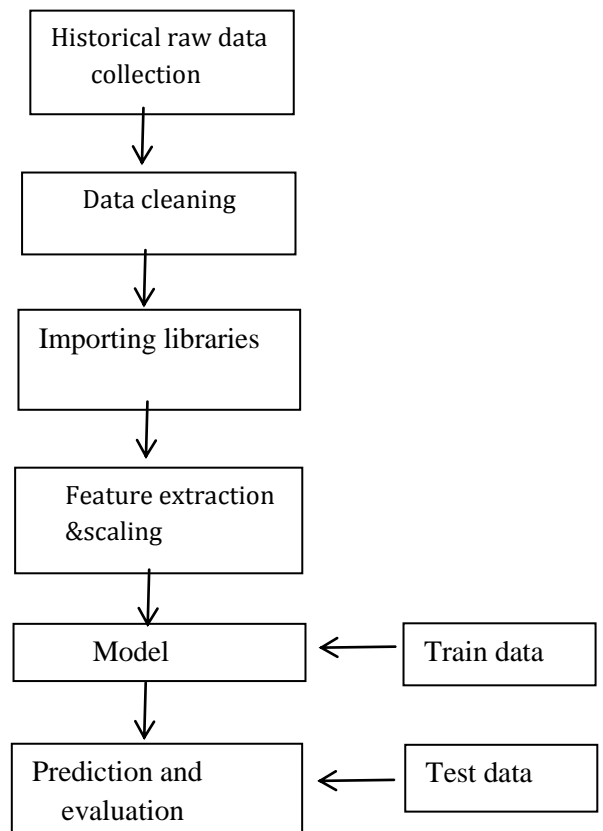 Historical raw data
collection
Data cleaning
Importing libraries
Feature extraction
&scaling
Model
Train data
Prediction and
evaluation
Test data